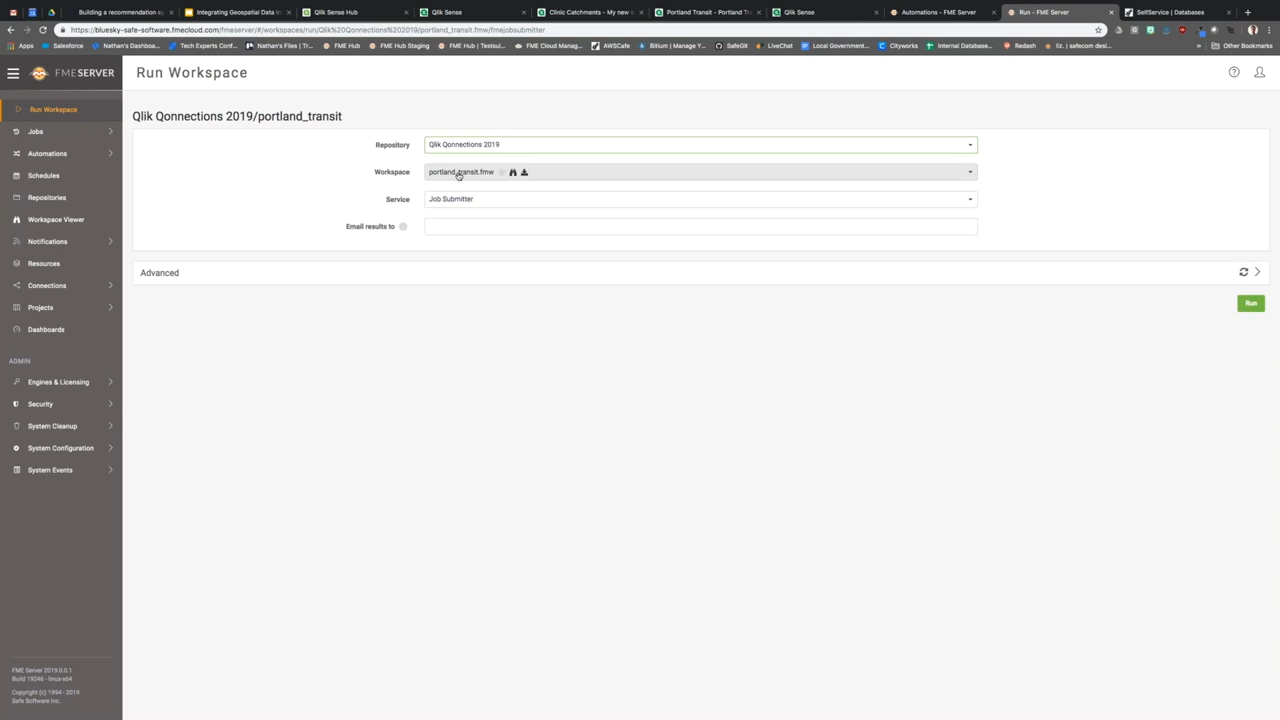 Building a recommendation sy
Integrating Geospatial Data in
Qlik Sense Hub
Qlik Sense
Clinic Catchments - My new s
Portland Transit - Portland Tra
Qlik Sense
Automations - FME Server
Run - FME Server
SelfService | Databases
https://bluesky-safe-software.fmecloud.com/fmeserver/#/workspaces/run/Qlik%20Qonnections%202019/portland_transit.fmw/fmejobsubmitter
Apps
Salesforce
Nathan's Dashboa...
Tech Experts Conf...
Nathan's Files | Tr...
FME Hub
FME Hub Staging
FME Hub | Testsui...
FME Cloud Manag...
AWSCafe
Bitium | Manage Y...
SafeGit
LiveChat
Local Government...
Cityworks
Internal Database...
Redash
liz. | safecom desi...
»
Other Bookmarks
FMESERVER
Run Workspace
Run Workspace
Jobs
Automations
Schedules
Repositories
Workspace Viewer
Notifications
Resources
Connections
Projects
Dashboards
ADMIN
Engines & Licensing
Security
System Cleanup
System Configuration
System Events
FME Server 2019.0.0.1
Build 19246 - linux-x64
Copyright (c) 1994 - 2019
Safe Software Inc.
Qlik Qonnections 2019/portland_transit
Repository
Qlik Qonnections 2019
Workspace
portland_transit.fmw
Service
Job Submitter
Email results to
Advanced
Run